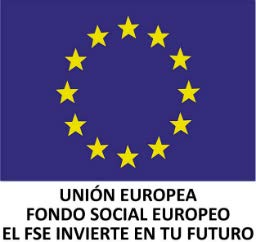 UNIÓN EUROPEA
FONDO SOCIAL EUROPEO
EL FSE INVIERTE EN TU FUTURO